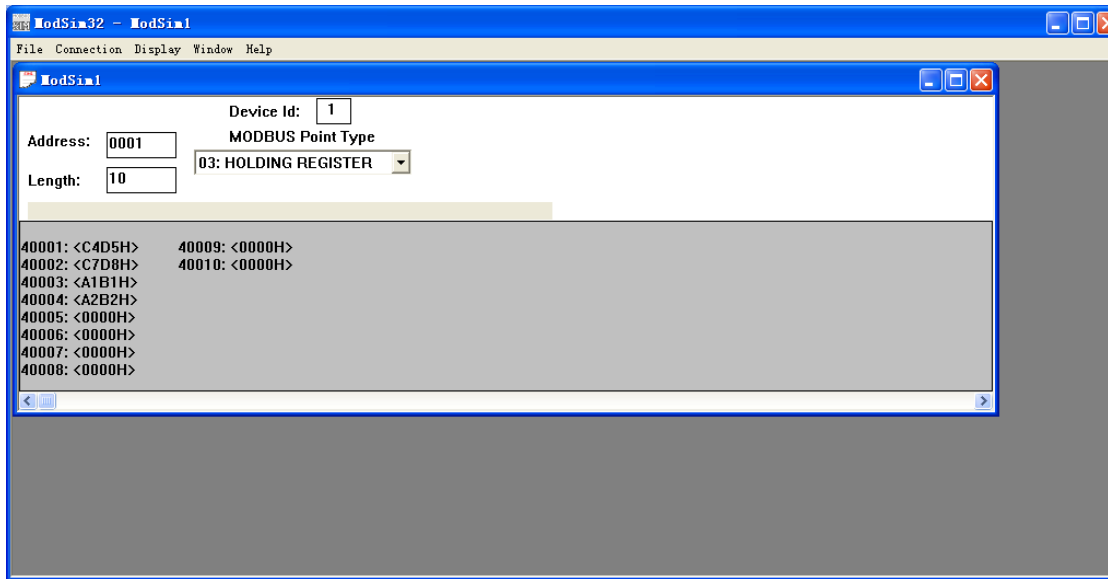 ModSim32 - ModSim1
File Connection Display Window Help
ModSim1
Device Id: 1
Address: 0001
MODBUS Point Type
03: HOLDING REGISTER
Length: 10
40001: <C4D5H> 40009: <0000H>
40002: <C7D8H> 40010: <0000H>
40003: <A1B1H>
40004: <A2B2H>
40005: <0000H>
40006: <0000H>
40007: <0000H>
40008: <0000H>